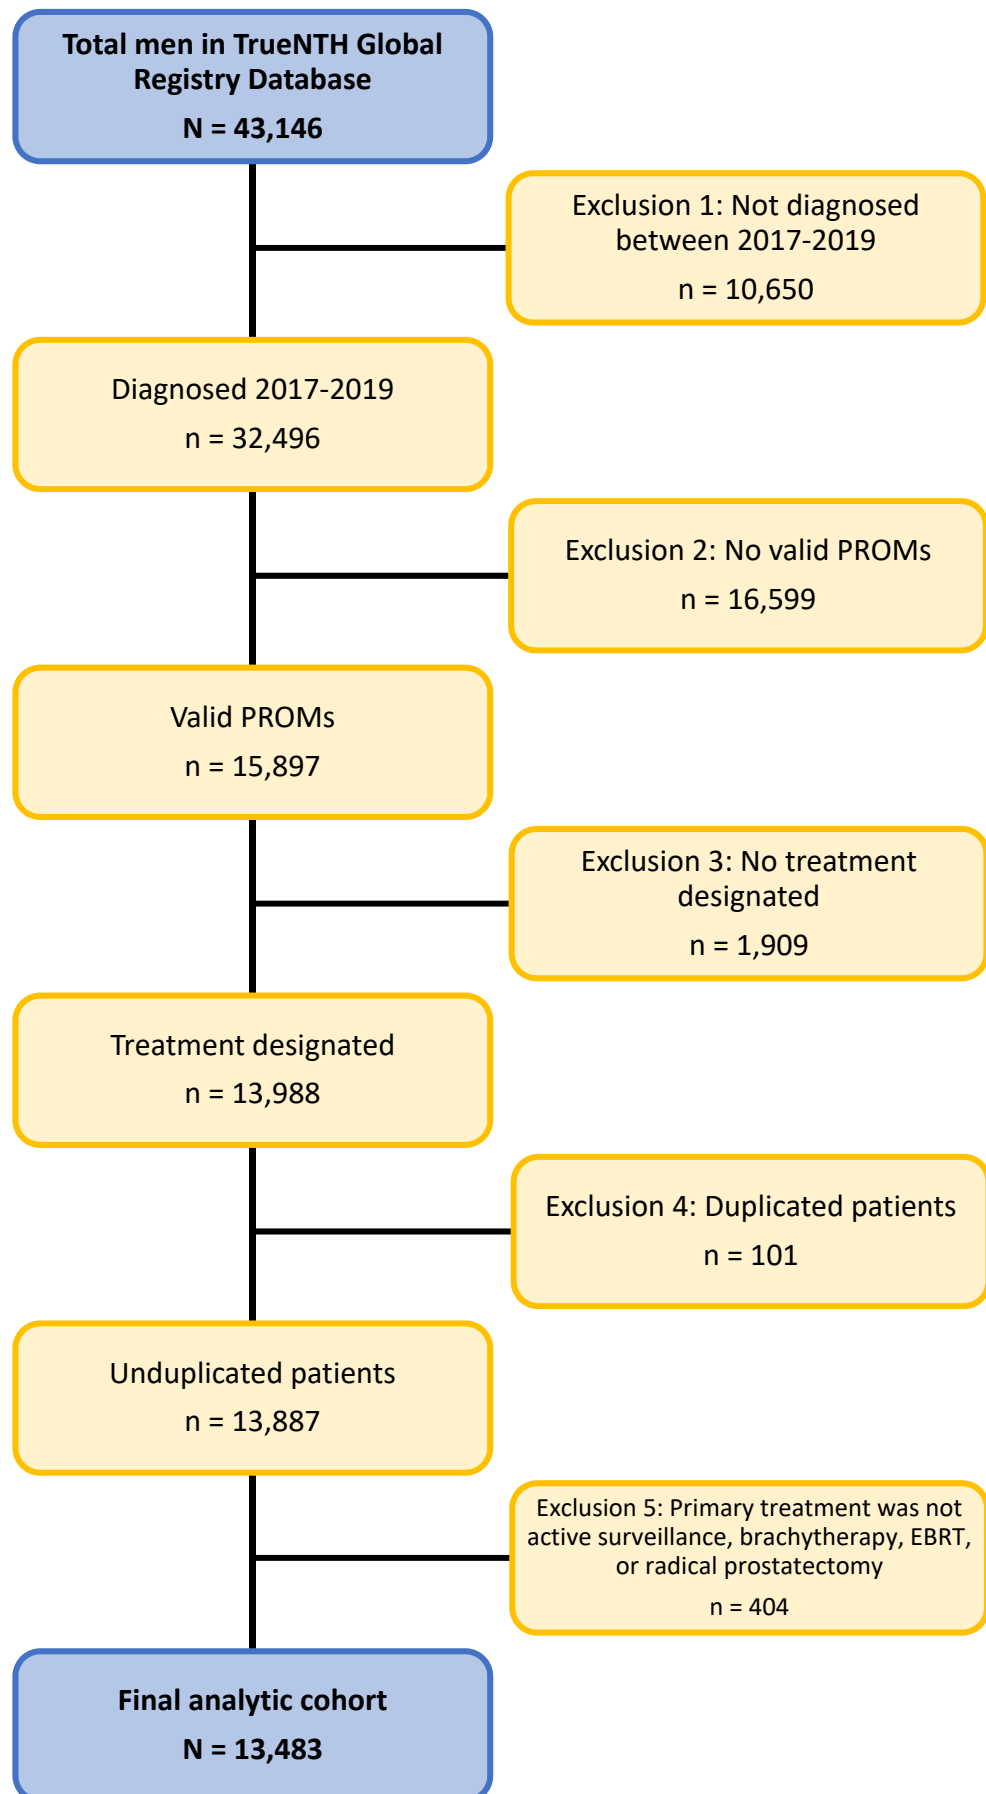 Total men in TrueNTH Global
Registry Database
N = 43,146
Exclusion 1: Not diagnosed
between 2017-2019
n = 10,650
Diagnosed 2017-2019
n = 32,496
Exclusion 2: No valid PROMs
n = 16,599
Valid PROMs
n = 15,897
Exclusion 3: No treatment
designated
n = 1,909
Treatment designated
n = 13,988
Exclusion 4: Duplicated patients
n = 101
Unduplicated patients
n = 13,887
Exclusion 5: Primary treatment was not
active surveillance, brachytherapy, EBRT,
or radical prostatectomy
n = 404
Final analytic cohort
N = 13,483